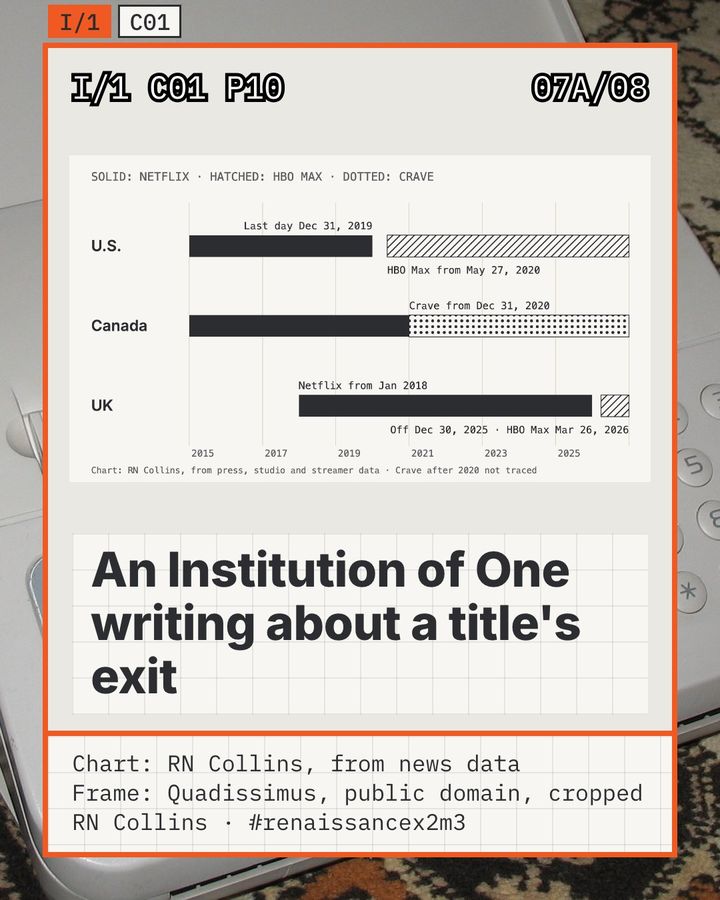 I/1 C01
I/1 C01 P10 07A/08
SOLID: NETFLIX · HATCHED: HBO MAX · DOTTED: CRAVE
Last day Dec 31, 2019
U.S.
HBO Max from May 27, 2020
Crave from Dec 31, 2020
Canada
Netflix from Jan 2018
UK
Off Dec 30, 2025 · HBO Max Mar 26, 2026
2015 2017 2019 2021 2023 2025
Chart: RN Collins, from press, studio and streamer data · Crave after 2020 not traced
An Institution of One
writing about a title's
exit
Chart: RN Collins, from news data
Frame: Quadissimus, public domain, cropped
RN Collins · #renaissancex2m3
5
*